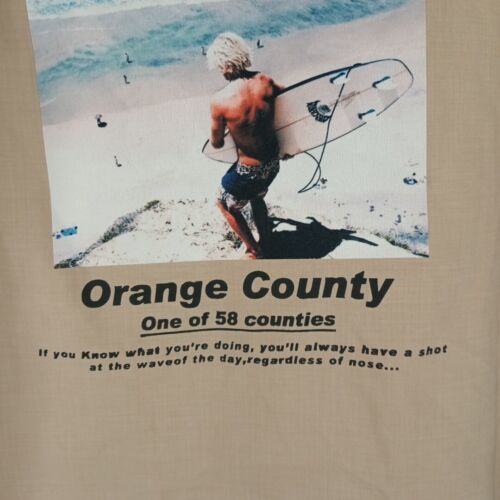 Orange County
One of 58 counties
If you Know what you're doing, you'll always have a shot
at the waveof the day,regardless of nose...